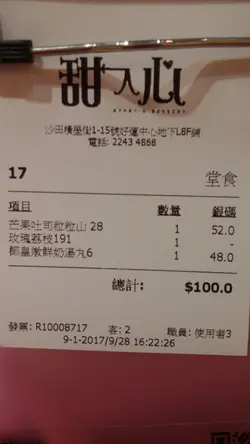 甜入心
沙田橫壆街1-15號好運中心地下L8F鋪
電話: 2243 4868
17 堂食
項目 數量 銀碼
芒果吐司粒粒山 28 1 52.0
玫瑰荔枝191 1 -
椰皇燉鮮奶湯丸6 1 48.0
總計: $100.0
發票: R10008717 客: 2 職員: 使用者3
9-1-2017/9/28 16:22:26